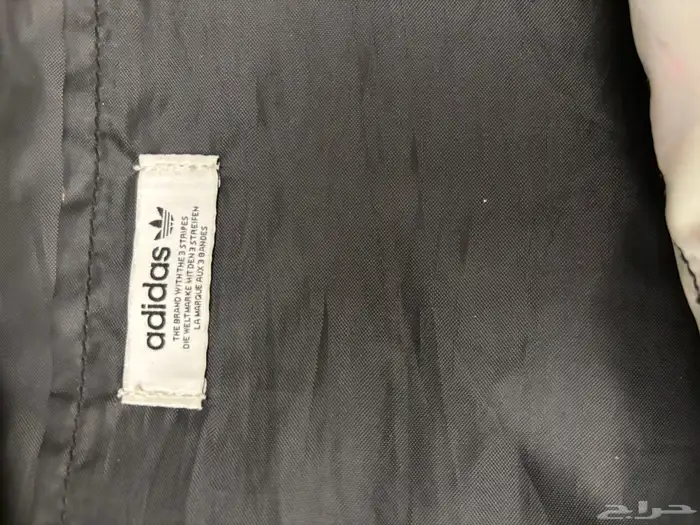 adidas
THE BRAND WITH THE 3 STRIPES
DIE WELTMARKE MIT DEN 3 STREIFEN
LA MARQUE AUX 3 BANDES
حراج